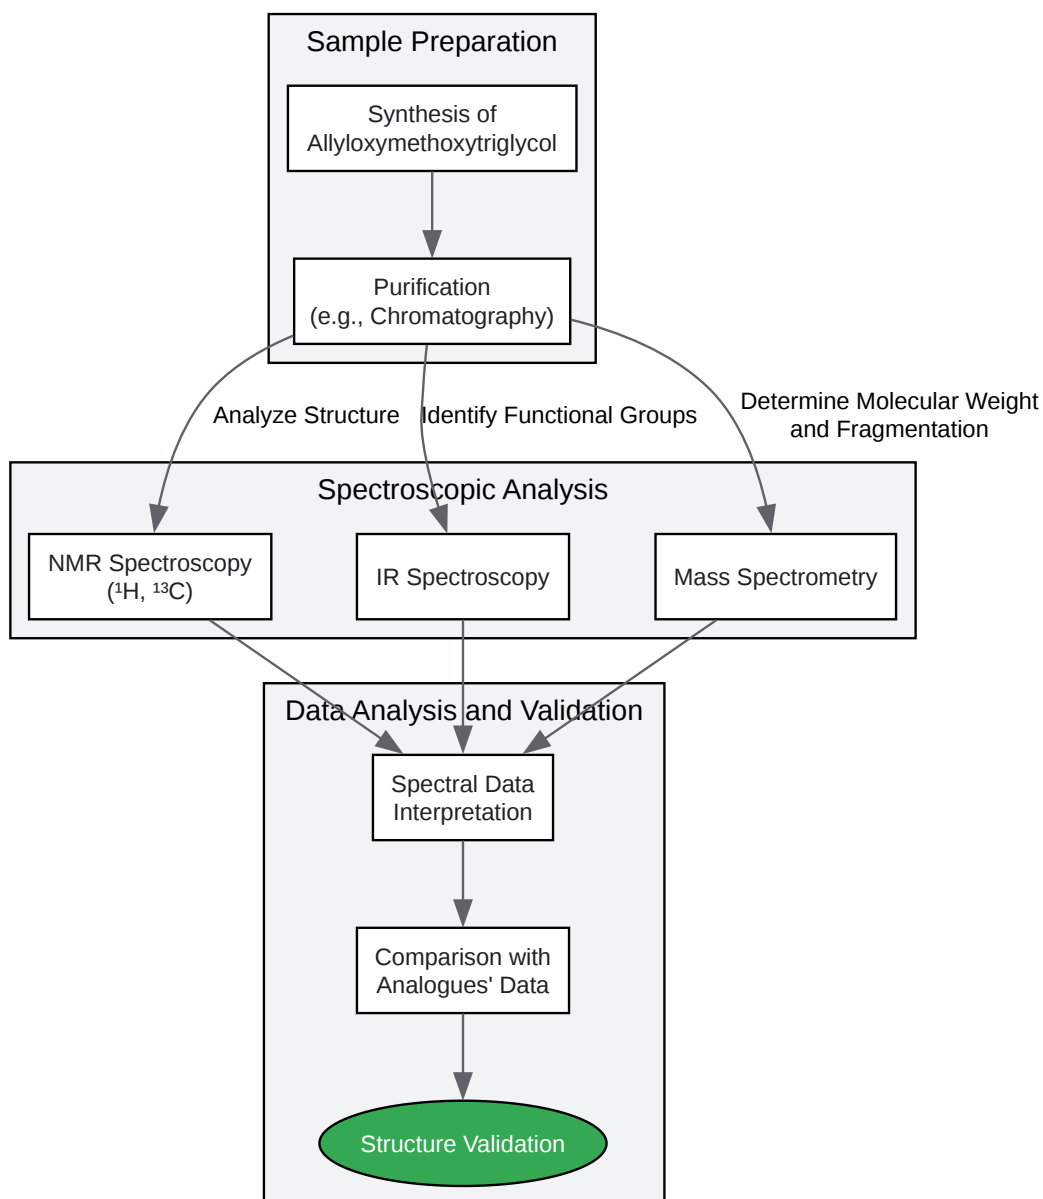 Sample Preparation
Synthesis of
Allyloxymethoxytriglycol
Purification
(e.g., Chromatography)
Analyze Structure
Identify Functional Groups
Determine Molecular Weight
and Fragmentation
Spectroscopic Analysis
NMR Spectroscopy
(¹H, ¹³C)
IR Spectroscopy
Mass Spectrometry
Data Analysis and Validation
Spectral Data
Interpretation
Comparison with
Analogues' Data
Structure Validation